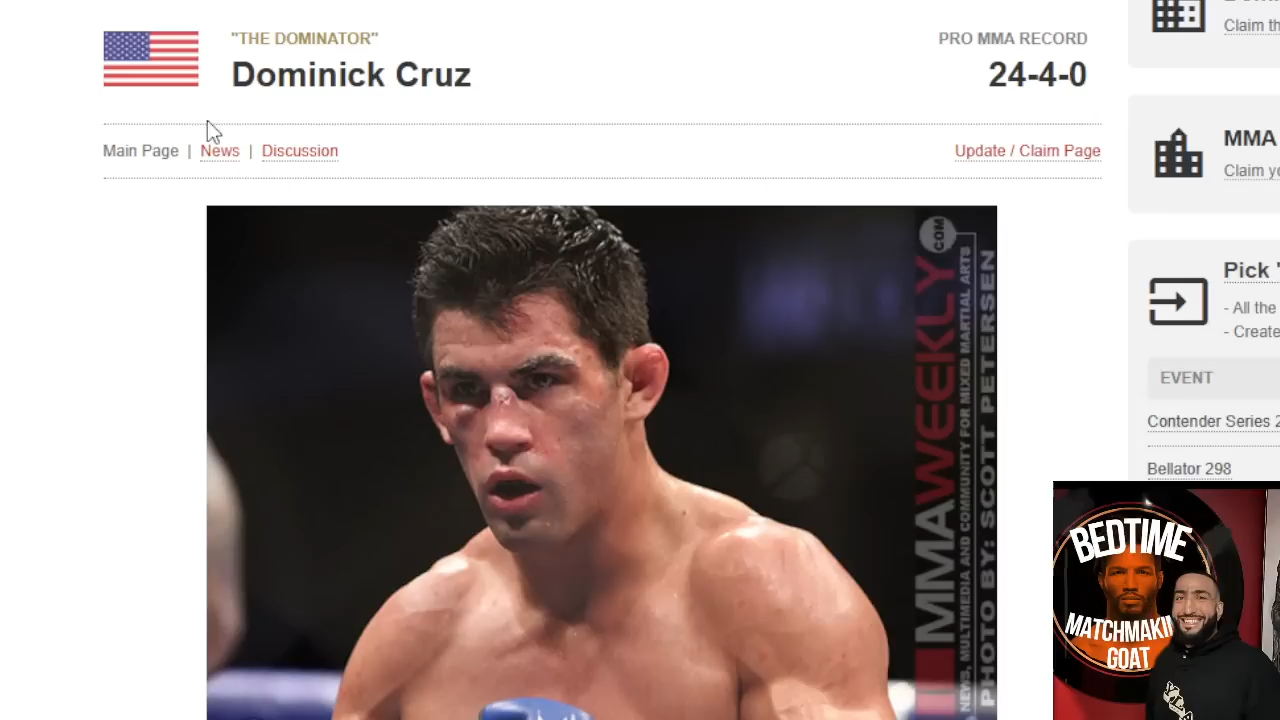 "THE DOMINATOR"
Dominick Cruz
PRO MMA RECORD
24-4-0
Main Page | News | Discussion
Update / Claim Page
COM
MMAWEEKLY
NEWS, MULTIMEDIA AND COMMUNITY FOR MIXED MARTIAL ARTS
PHOTO BY: SCOTT PETERSEN
Claim th
MMA
Claim yo
Pick '
- All the
- Create
EVENT
Contender Series 2
Bellator 298
BEDTIME
MATCHMAKIN
GOAT